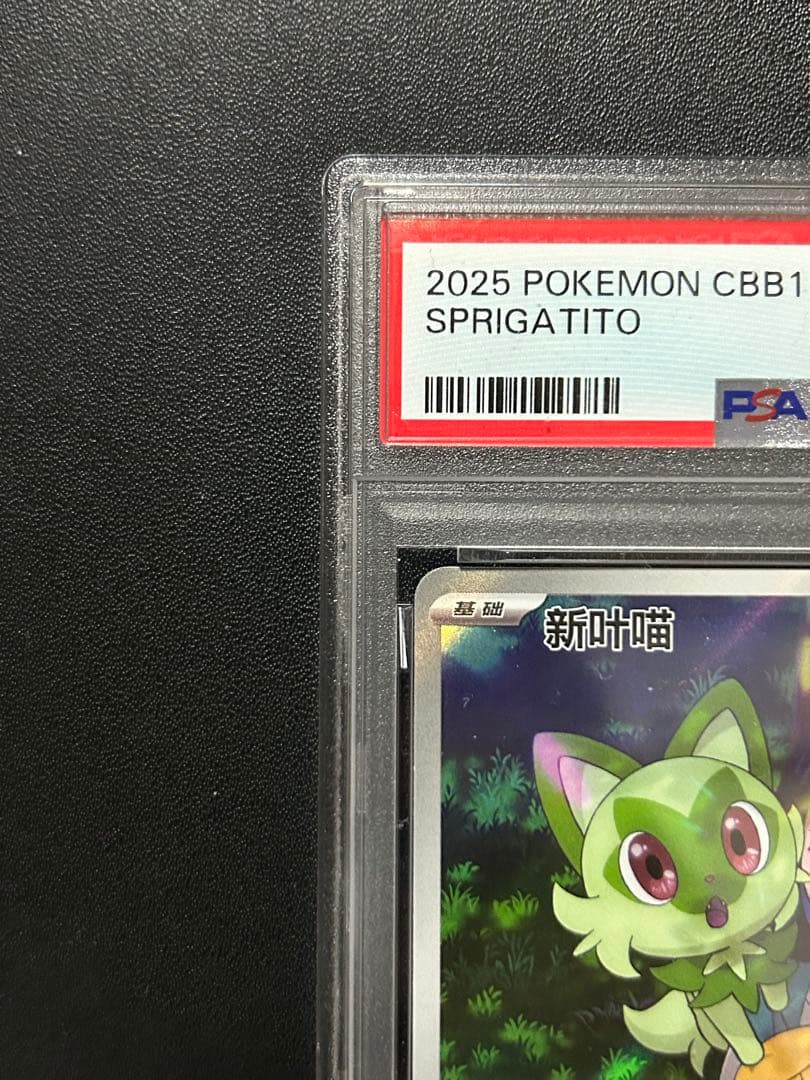 2025 POKEMON CBB1
SPRIGATITO
PSA
基础
新叶喵